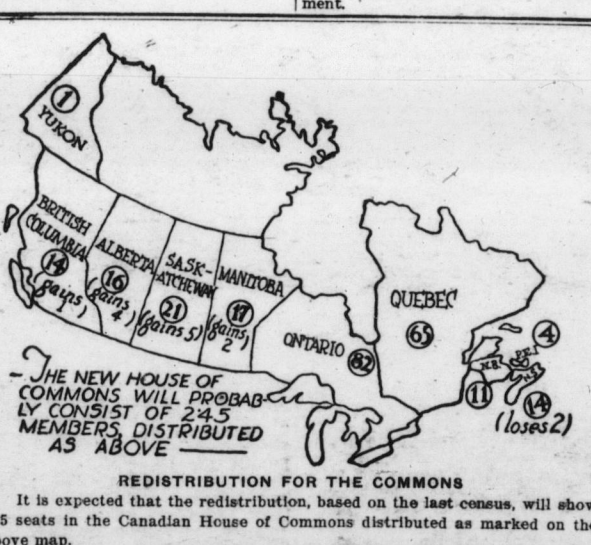 ment.
1
YUKON
BRITISH
COLUMBIA
14
(gains
1)
ALBERTA
16
(gains
4)
SASK-
ATCHEWAN
21
(gains 5)
MANITOBA
17
(gains
2)
ONTARIO
82
QUEBEC
65
4
P.E.I
N.B.
N.S.
11
14
(loses 2)
- THE NEW HOUSE OF
COMMONS WILL PROBAB-
LY CONSIST OF 245
MEMBERS, DISTRIBUTED
AS ABOVE
REDISTRIBUTION FOR THE COMMONS
It is expected that the redistribution, based on the last census, will show
5 seats in the Canadian House of Commons distributed as marked on the
above map.